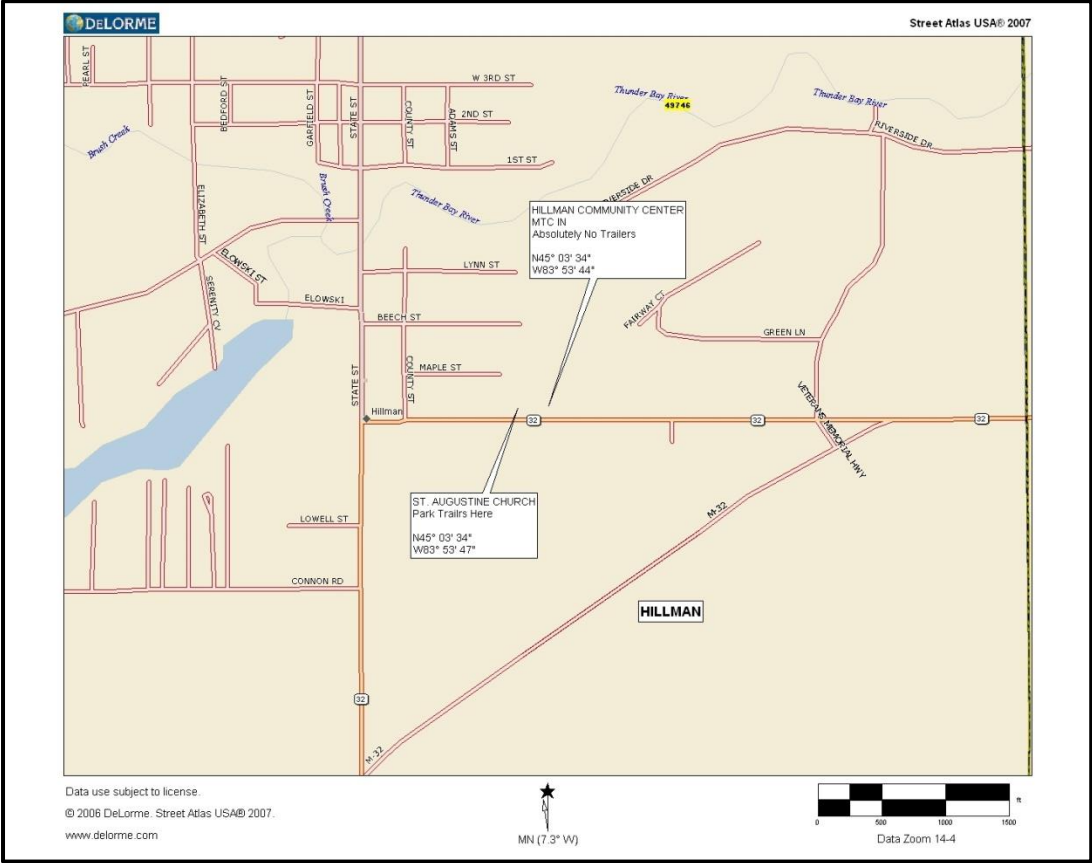 DELORME
Street Atlas USA® 2007
PEARL ST
BEDFORD ST
GARFIELD ST
STATE ST
COUNTY ST
ADAMS ST
W 3RD ST
2ND ST
1ST ST
Thunder Bay River
49746
Thunder Bay River
RIVERSIDE DR
Brush Creek
Brush Creek
Thunder Bay River
ELIZABETH ST
RIVERSIDE DR
HILLMAN COMMUNITY CENTER
MTC IN
Absolutely No Trailers
N45° 03' 34"
W83° 53' 44"
ELOWSKI ST
LYNN ST
SERENITY CV
ELOWSKI
FAIRWAY CT
BEECH ST
GREEN LN
COUNTY ST
MAPLE ST
STATE ST
VETERANS MEMORIAL HWY
Hillman
32
32
32
ST. AUGUSTINE CHURCH
Park Trailrs Here
N45° 03' 34"
W83° 53' 47"
M-32
LOWELL ST
CONNON RD
HILLMAN
32
M-32
Data use subject to license.
© 2006 DeLorme. Street Atlas USA® 2007.
www.delorme.com
MN (7.3° W)
ft
0 500 1000 1500
Data Zoom 14-4